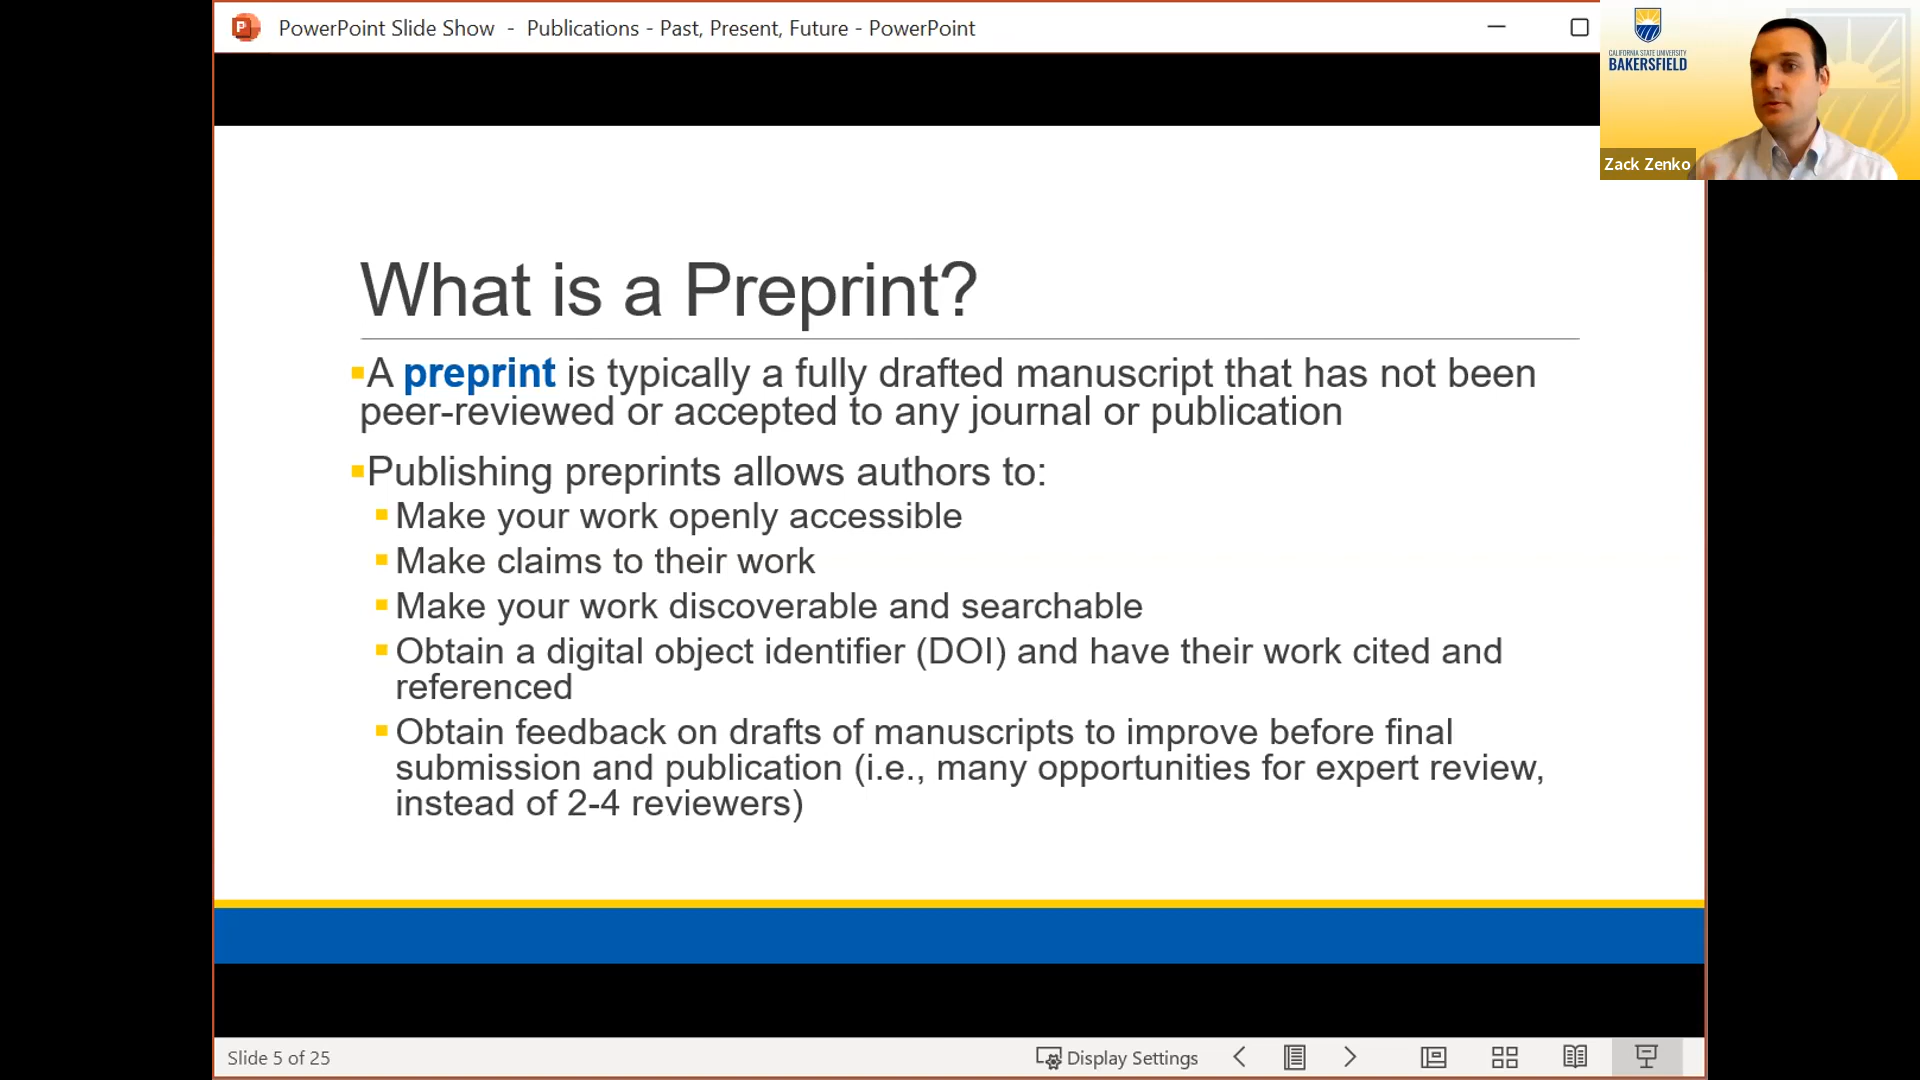 PowerPoint Slide Show - Publications - Past, Present, Future - PowerPoint
CALIFORNIA STATE UNIVERSITY
BAKERSFIELD
Zack Zenko
What is a Preprint?
A preprint is typically a fully drafted manuscript that has not been
peer-reviewed or accepted to any journal or publication
Publishing preprints allows authors to:
Make your work openly accessible
Make claims to their work
Make your work discoverable and searchable
Obtain a digital object identifier (DOI) and have their work cited and
referenced
Obtain feedback on drafts of manuscripts to improve before final
submission and publication (i.e., many opportunities for expert review,
instead of 2-4 reviewers)
Slide 5 of 25
Display Settings